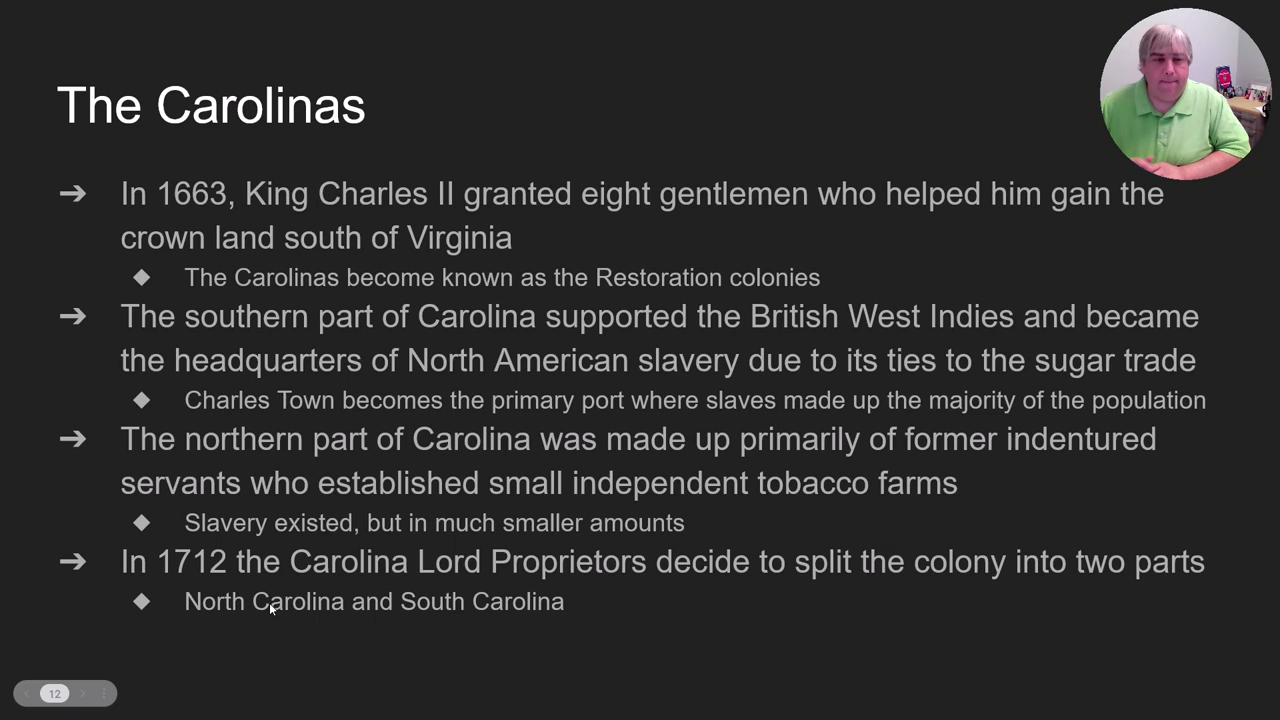 The Carolinas
➔ In 1663, King Charles II granted eight gentlemen who helped him gain the
crown land south of Virginia
◆ The Carolinas become known as the Restoration colonies
➔ The southern part of Carolina supported the British West Indies and became
the headquarters of North American slavery due to its ties to the sugar trade
◆ Charles Town becomes the primary port where slaves made up the majority of the population
➔ The northern part of Carolina was made up primarily of former indentured
servants who established small independent tobacco farms
◆ Slavery existed, but in much smaller amounts
➔ In 1712 the Carolina Lord Proprietors decide to split the colony into two parts
◆ North Carolina and South Carolina
12